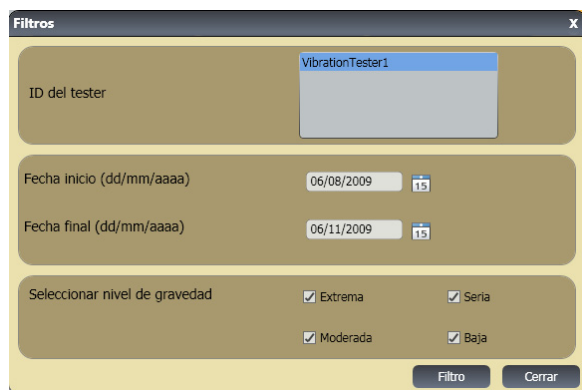 Filtros X
VibrationTester1
ID del tester
Fecha inicio (dd/mm/aaaa) 06/08/2009 15
Fecha final (dd/mm/aaaa) 06/11/2009 15
Seleccionar nivel de gravedad Extrema Seria
Moderada Baja
Filtro Cerrar